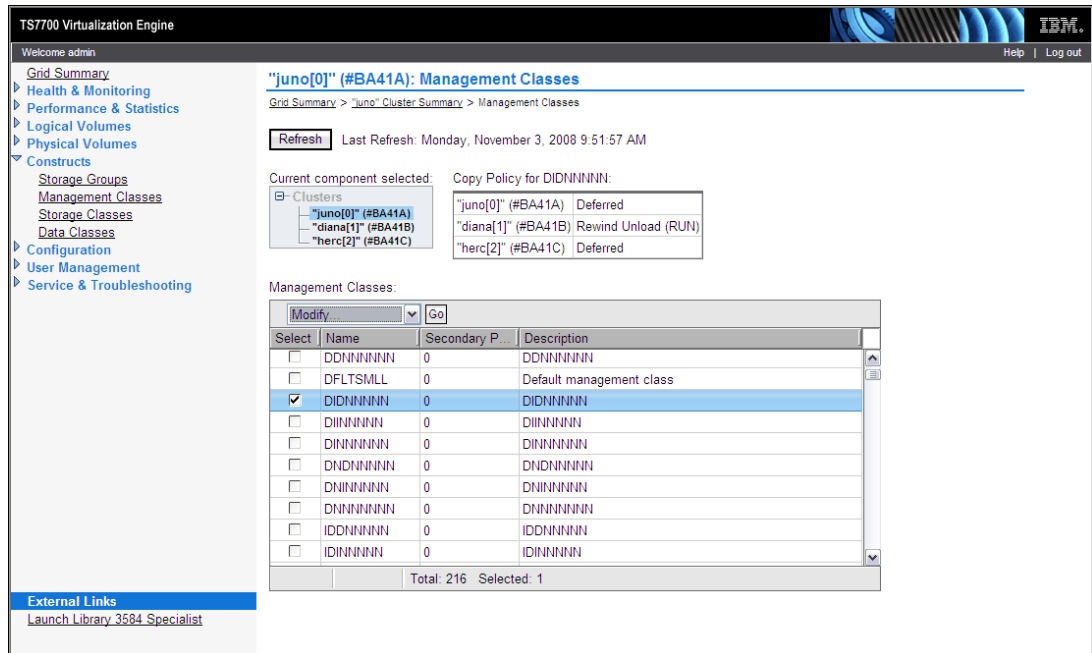 TS7700 Virtualization Engine
IBM.
Welcome admin
Help | Log out
Grid Summary
Health & Monitoring
Performance & Statistics
Logical Volumes
Physical Volumes
Constructs
Storage Groups
Management Classes
Storage Classes
Data Classes
Configuration
User Management
Service & Troubleshooting
External Links
Launch Library 3584 Specialist
"juno[0]" (#BA41A): Management Classes
Grid Summary > "juno" Cluster Summary > Management Classes
Refresh Last Refresh: Monday, November 3, 2008 9:51:57 AM
Current component selected:
Clusters
"juno[0]" (#BA41A)
"diana[1]" (#BA41B)
"herc[2]" (#BA41C)
Copy Policy for DIDNNNNN:
"juno[0]" (#BA41A) Deferred
"diana[1]" (#BA41B) Rewind Unload (RUN)
"herc[2]" (#BA41C) Deferred
Management Classes:
Modify... Go
Select Name Secondary P... Description
DDNNNNNN 0 DDNNNNNN
DFLTSMLL 0 Default management class
DIDNNNNN 0 DIDNNNNN
DIINNNNN 0 DIINNNNN
DINNNNNN 0 DINNNNNN
DNDNNNNN 0 DNDNNNNN
DNINNNNN 0 DNINNNNN
DNNNNNNN 0 DNNNNNNN
IDDNNNNN 0 IDDNNNNN
IDINNNNN 0 IDINNNNN
Total: 216 Selected: 1